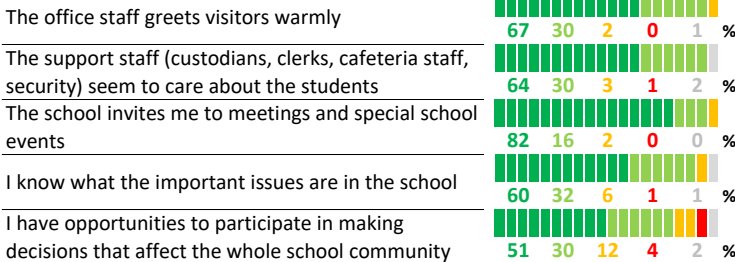 The office staff greets visitors warmly
67 30 2 0 1 %
The support staff (custodians, clerks, cafeteria staff,
security) seem to care about the students
64 30 3 1 2 %
The school invites me to meetings and special school
events
82 16 2 0 0 %
I know what the important issues are in the school
60 32 6 1 1 %
I have opportunities to participate in making
decisions that affect the whole school community
51 30 12 4 2 %